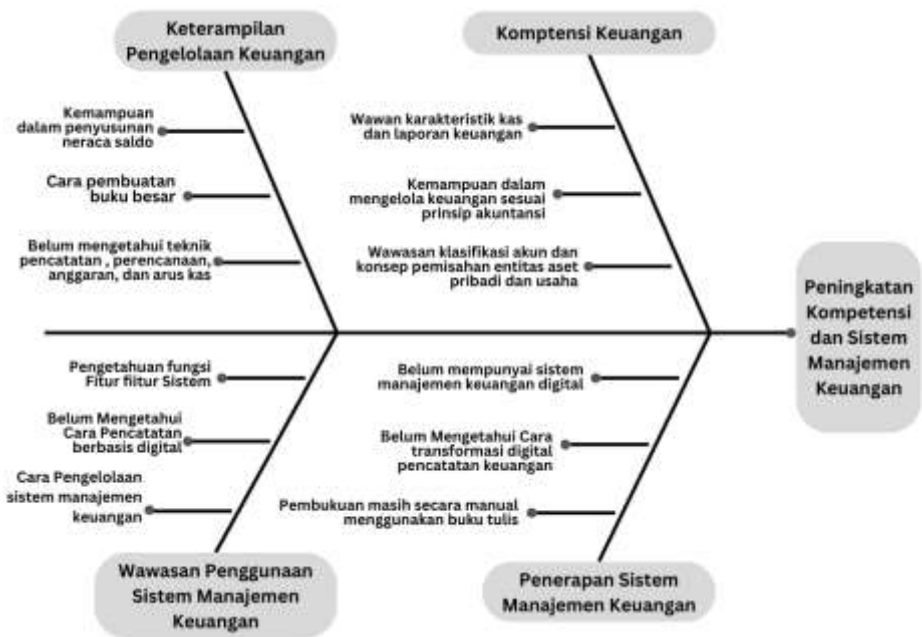 Keterampilan
Pengelolaan Keuangan
Komptensi Keuangan
Kemampuan
dalam penyusunan
neraca saldo
Cara pembuatan
buku besar
Belum mengetahui teknik
pencatatan , perencanaan,
anggaran, dan arus kas
Wawan karakteristik kas
dan laporan keuangan
Kemampuan dalam
mengelola keuangan sesuai
prinsip akuntansi
Wawasan klasifikasi akun dan
konsep pemisahan entitas aset
pribadi dan usaha
Peningkatan
Kompetensi
dan Sistem
Manajemen
Keuangan
Pengetahuan fungsi
Fitur fiitur Sistem
Belum Mengetahui
Cara Pencatatan
berbasis digital
Cara Pengelolaan
sistem manajemen
keuangan
Belum mempunyai sistem
manajemen keuangan digital
Belum Mengetahui Cara
transformasi digital
pencatatan keuangan
Pembukuan masih secara manual
menggunakan buku tulis
Wawasan Penggunaan
Sistem Manajemen
Keuangan
Penerapan Sistem
Manajemen Keuangan